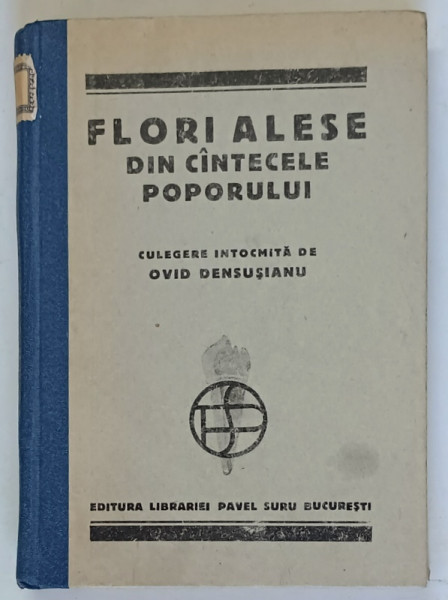 FLORI ALESE
DIN CÎNTECELE
POPORULUI
CULEGERE INTOCMITĂ DE
OVID DENSUŞIANU
EDITURA LIBRARIEI PAVEL SURU BUCUREŞTI